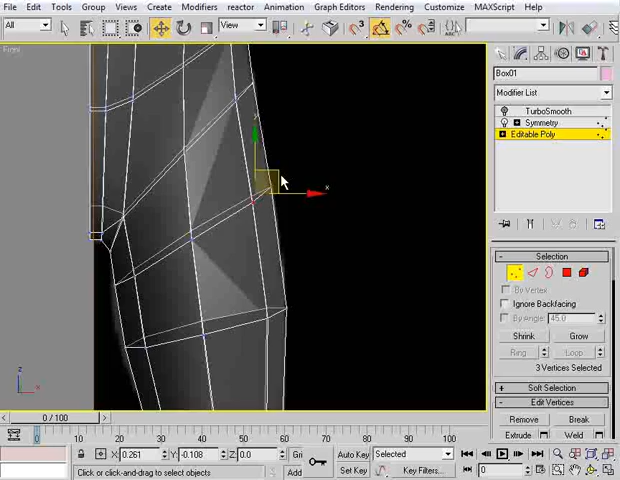 File Edit Tools Group Views Create Modifiers reactor Animation Graph Editors Rendering Customize MAXScript Help
All
View
Front
y
x
z
x
Box01
Modifier List
TurboSmooth
Symmetry
Editable Poly
Selection
By Vertex
Ignore Backfacing
By Angle: 45.0
Shrink Grow
Ring Loop
3 Vertices Selected
Soft Selection
Edit Vertices
Remove Break
Extrude Weld
0 / 100
0 10 20 30 40 50 60 70 80 90 100
X: 0.261 Y: -0.108 Z: 0.0 Gri
Auto Key Selected
Click or click-and-drag to select objects
Add
Set Key Key Filters...
0